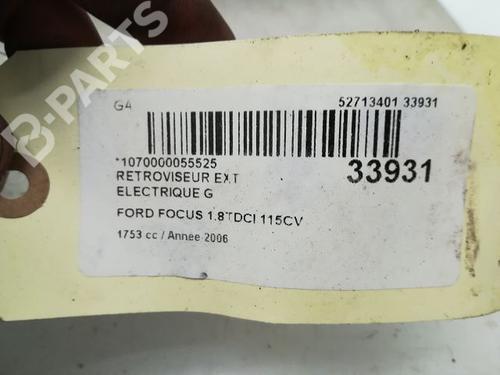 B-PARTS
G4
52713401 33931
*1070000055525
33931
RETROVISEUR EXT
ELECTRIQUE G
FORD FOCUS 1.8TDCI 115CV
1753 cc / Annee 2006